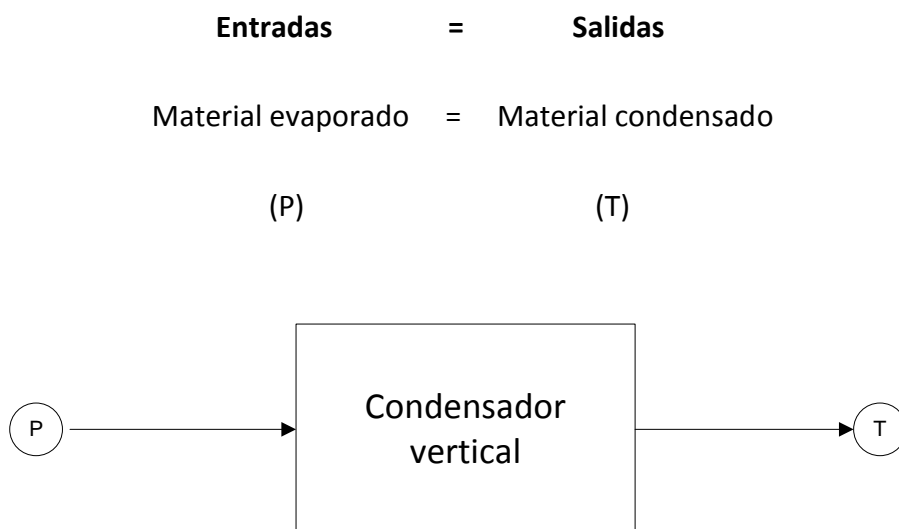 Entradas = Salidas
Material evaporado = Material condensado
(P) (T)
Condensador
vertical
P
T